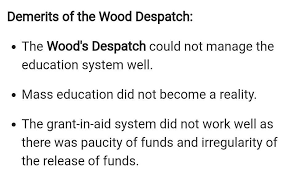 Demerits of the Wood Despatch:
• The Wood's Despatch could not manage the
education system well.
• Mass education did not become a reality.
• The grant-in-aid system did not work well as
there was paucity of funds and irregularity of
the release of funds.